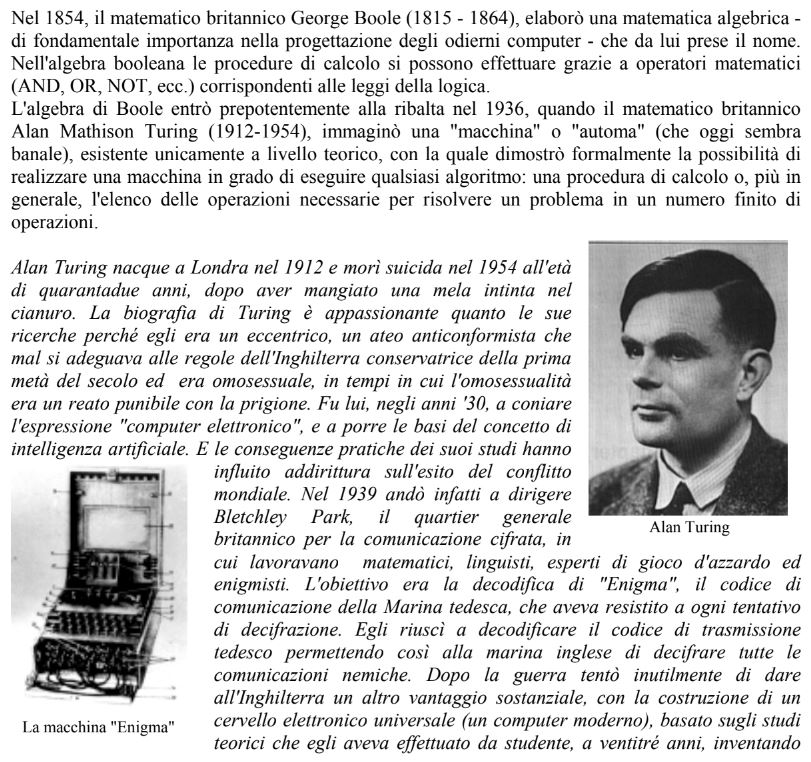 Nel 1854, il matematico britannico George Boole (1815 - 1864), elaborò una matematica algebrica -
di fondamentale importanza nella progettazione degli odierni computer - che da lui prese il nome.
Nell'algebra booleana le procedure di calcolo si possono effettuare grazie a operatori matematici
(AND, OR, NOT, ecc.) corrispondenti alle leggi della logica.
L'algebra di Boole entrò prepotentemente alla ribalta nel 1936, quando il matematico britannico
Alan Mathison Turing (1912-1954), immaginò una "macchina" o "automa" (che oggi sembra
banale), esistente unicamente a livello teorico, con la quale dimostrò formalmente la possibilità di
realizzare una macchina in grado di eseguire qualsiasi algoritmo: una procedura di calcolo o, più in
generale, l'elenco delle operazioni necessarie per risolvere un problema in un numero finito di
operazioni.
Alan Turing nacque a Londra nel 1912 e morì suicida nel 1954 all'età
di quarantadue anni, dopo aver mangiato una mela intinta nel
cianuro. La biografia di Turing è appassionante quanto le sue
ricerche perché egli era un eccentrico, un ateo anticonformista che
mal si adeguava alle regole dell'Inghilterra conservatrice della prima
metà del secolo ed era omosessuale, in tempi in cui l'omosessualità
era un reato punibile con la prigione. Fu lui, negli anni '30, a coniare
l'espressione "computer elettronico", e a porre le basi del concetto di
intelligenza artificiale. E le conseguenze pratiche dei suoi studi hanno
influito addirittura sull'esito del conflitto
mondiale. Nel 1939 andò infatti a dirigere
Bletchley Park, il quartier generale
britannico per la comunicazione cifrata, in
cui lavoravano matematici, linguisti, esperti di gioco d'azzardo ed
enigmisti. L'obiettivo era la decodifica di "Enigma", il codice di
comunicazione della Marina tedesca, che aveva resistito a ogni tentativo
di decifrazione. Egli riuscì a decodificare il codice di trasmissione
tedesco permettendo così alla marina inglese di decifrare tutte le
comunicazioni nemiche. Dopo la guerra tentò inutilmente di dare
all'Inghilterra un altro vantaggio sostanziale, con la costruzione di un
cervello elettronico universale (un computer moderno), basato sugli studi
teorici che egli aveva effettuato da studente, a ventitré anni, inventando
Alan Turing
La macchina "Enigma"